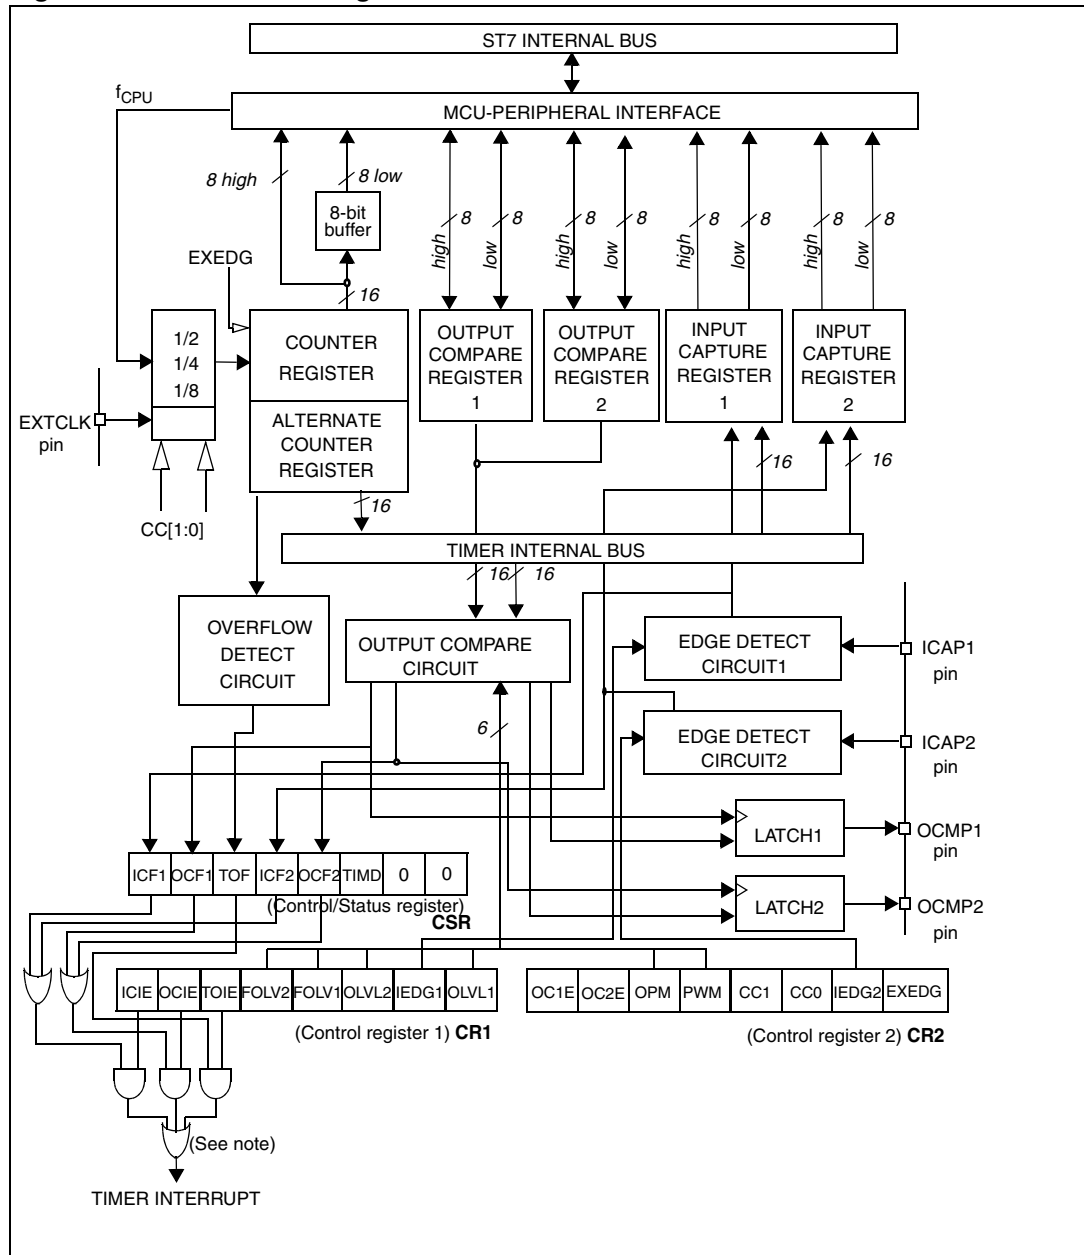 ST7 INTERNAL BUS
fCPU
MCU-PERIPHERAL INTERFACE
8 high
8 low
8-bit
buffer
high
8
low
8
high
8
low
8
high
8
low
8
high
8
low
8
EXEDG
16
1/2
1/4
1/8
COUNTER
REGISTER
OUTPUT
COMPARE
REGISTER
1
OUTPUT
COMPARE
REGISTER
2
INPUT
CAPTURE
REGISTER
1
INPUT
CAPTURE
REGISTER
2
EXTCLK
pin
ALTERNATE
COUNTER
REGISTER
16
16
16
CC[1:0]
TIMER INTERNAL BUS
16
16
OVERFLOW
DETECT
CIRCUIT
OUTPUT COMPARE
CIRCUIT
EDGE DETECT
CIRCUIT1
ICAP1
pin
6
EDGE DETECT
CIRCUIT2
ICAP2
pin
LATCH1
OCMP1
pin
LATCH2
OCMP2
pin
ICF1 OCF1 TOF ICF2 OCF2 TIMD 0 0
(Control/Status register)
CSR
ICIE OCIE TOIE FOLV2 FOLV1 OLVL2 IEDG1 OLVL1
(Control register 1) CR1
OC1E OC2E OPM PWM CC1 CC0 IEDG2 EXEDG
(Control register 2) CR2
(See note)
TIMER INTERRUPT